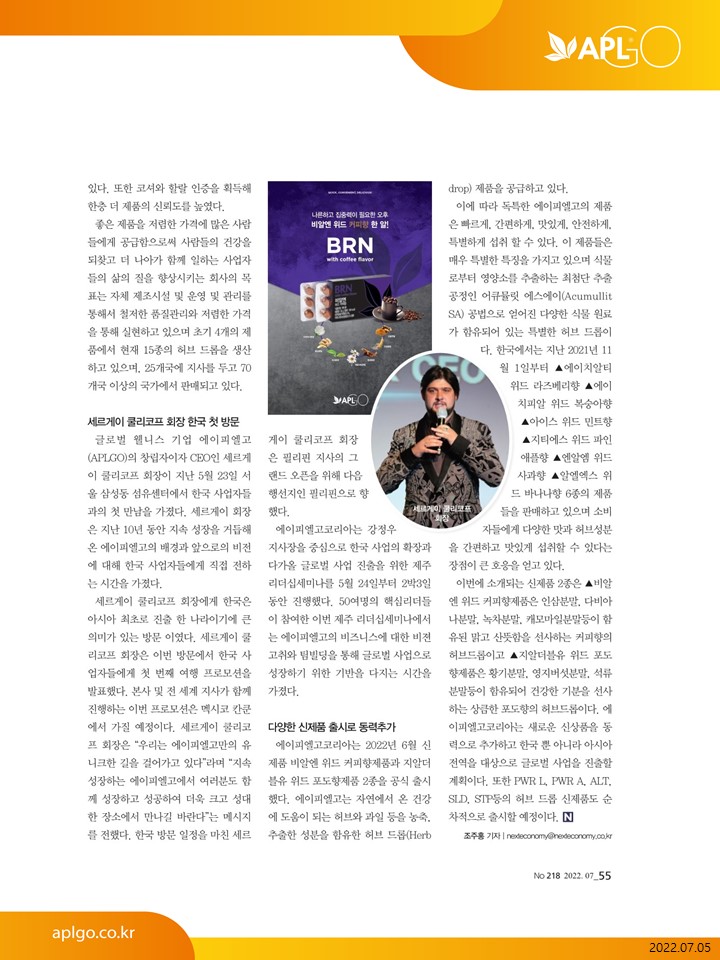 APLGO
있다. 또한 코셔와 할랄 인증을 획득해
한층 더 제품의 신뢰도를 높였다.
좋은 제품을 저렴한 가격에 많은 사람
들에게 공급함으로써 사람들의 건강을
되찾고 더 나아가 함께 일하는 사업자
들의 삶의 질을 향상시키는 회사의 목
표는 자체 제조시설 및 운영 및 관리를
통해서 철저한 품질관리와 저렴한 가격
을 통해 실현하고 있으며 초기 4개의 제
품에서 현재 15종의 허브 드롭을 생산
하고 있으며, 25개국에 지사를 두고 70
개국 이상의 국가에서 판매되고 있다.
세르게이 쿨리코프 회장 한국 첫 방문
글로벌 웰니스 기업 에이피엘고
(APLGO)의 창립자이자 CEO인 세르게
이 쿨리코프 회장이 지난 5월 23일 서
울 삼성동 섬유센터에서 한국 사업자들
과의 첫 만남을 가졌다. 세르게이 회장
은 지난 10년 동안 지속 성장을 거듭해
온 에이피엘고의 배경과 앞으로의 비전
에 대해 한국 사업자들에게 직접 전하
는 시간을 가졌다.
세르게이 쿨리코프 회장에게 한국은
아시아 최초로 진출 한 나라이기에 큰
의미가 있는 방문 이였다. 세르게이 쿨
리코프 회장은 이번 방문에서 한국 사
업자들에게 첫 번째 여행 프로모션을
발표했다. 본사 및 전 세계 지사가 함께
진행하는 이번 프로모션은 멕시코 칸쿤
에서 가질 예정이다. 세르게이 쿨리코
프 회장은 “우리는 에이피엘고만의 유
니크한 길을 걸어가고 있다”라며 “지속
성장하는 에이피엘고에서 여러분도 함
께 성장하고 성공하여 더욱 크고 성대
한 장소에서 만나길 바란다”는 메시지
를 전했다. 한국 방문 일정을 마친 세르
QUICK, CONVENIENT, DELICIOUS
나른하고 집중력이 필요한 오후
비알엔 위드 커피향 한 알!
BRN
with coffee flavor
BRN
APLGO
게이 쿨리코프 회장
은 필리핀 지사의 그
랜드 오픈을 위해 다음
행선지인 필리핀으로 향
했다.
에이피엘고코리아는 강정우
지사장을 중심으로 한국 사업의 확장과
다가올 글로벌 사업 진출을 위한 제주
리더십세미나를 5월 24일부터 2박3일
동안 진행했다. 50여명의 핵심리더들
이 참여한 이번 제주 리더십세미나에서
는 에이피엘고의 비즈니스에 대한 비젼
고취와 팀빌딩을 통해 글로벌 사업으로
성장하기 위한 기반을 다지는 시간을
가졌다.
다양한 신제품 출시로 동력추가
에이피엘고코리아는 2022년 6월 신
제품 비알엔 위드 커피향제품과 지알더
블유 위드 포도향제품 2종을 공식 출시
했다. 에이피엘고는 자연에서 온 건강
에 도움이 되는 허브와 과일 등을 농축,
추출한 성분을 함유한 허브 드롭(Herb
CEO
세르게이 쿨리코프
회장
drop) 제품을 공급하고 있다.
이에 따라 독특한 에이피엘고의 제품
은 빠르게, 간편하게, 맛있게, 안전하게,
특별하게 섭취 할 수 있다. 이 제품들은
매우 특별한 특징을 가지고 있으며 식물
로부터 영양소를 추출하는 최첨단 추출
공정인 어큐뮬릿 에스에이(Acumullit
SA) 공법으로 얻어진 다양한 식물 원료
가 함유되어 있는 특별한 허브 드롭이
다. 한국에서는 지난 2021년 11
월 1일부터 ▲에이치알티
위드 라즈베리향 ▲에이
치피알 위드 복숭아향
▲아이스 위드 민트향
▲지티에스 위드 파인
애플향 ▲엔알엠 위드
사과향 ▲알엘엑스 위
드 바나나향 6종의 제품
들을 판매하고 있으며 소비
자들에게 다양한 맛과 허브성분
을 간편하고 맛있게 섭취할 수 있다는
장점이 큰 호응을 얻고 있다.
이번에 소개되는 신제품 2종은 ▲비알
엔 위드 커피향제품은 인삼분말, 다비아
나분말, 녹차분말, 캐모마일분말등이 함
유된 맑고 산뜻함을 선사하는 커피향의
허브드롭이고 ▲지알더블유 위드 포도
향제품은 황기분말, 영지버섯분말, 석류
분말등이 함유되어 건강한 기분을 선사
하는 상큼한 포도향의 허브드롭이다. 에
이피엘고코리아는 새로운 신상품을 동
력으로 추가하고 한국 뿐 아니라 아시아
전역을 대상으로 글로벌 사업을 진출할
계획이다. 또한 PWR L, PWR A, ALT,
SLD, STP등의 허브 드롭 신제품도 순
차적으로 출시할 예정이다. N
조주홍 기자 | nexteconomy@nexteconomy.co.kr
No 218 2022. 07_55
aplgo.co.kr
2022.07.05